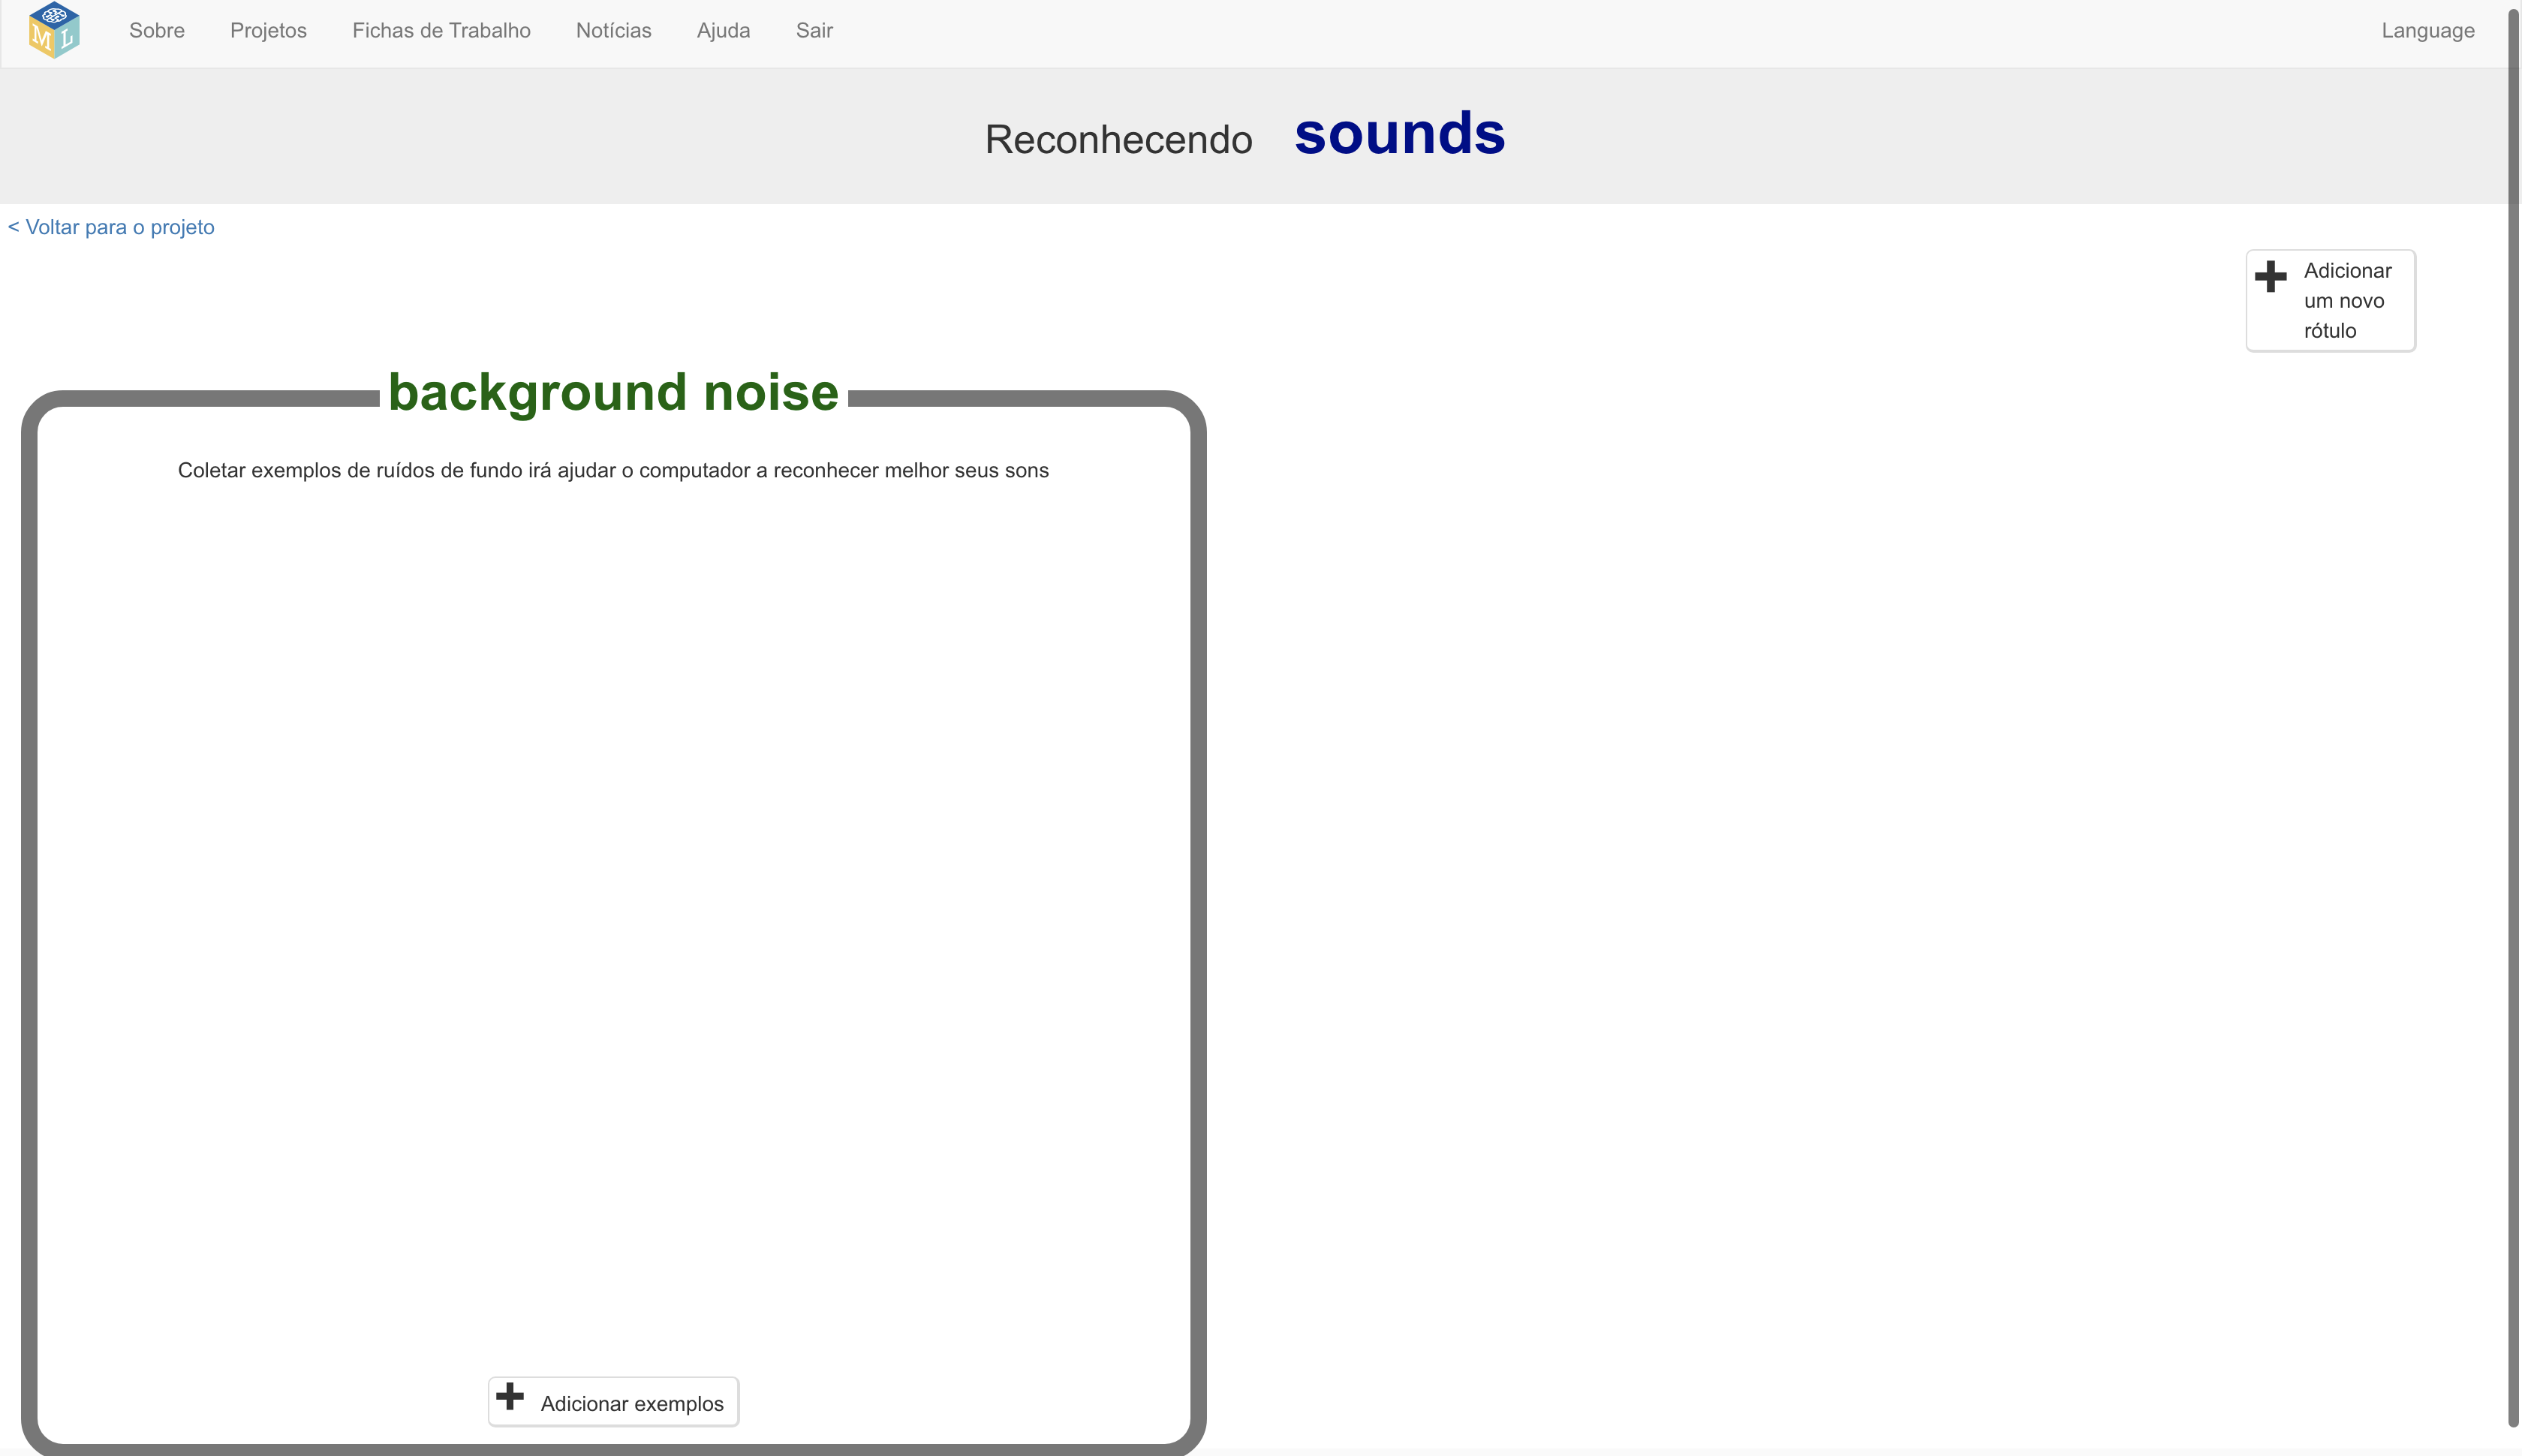 M L
Sobre Projetos Fichas de Trabalho Notícias Ajuda Sair Language
Reconhecendo sounds
< Voltar para o projeto
Adicionar
um novo
rótulo
background noise
Coletar exemplos de ruídos de fundo irá ajudar o computador a reconhecer melhor seus sons
Adicionar exemplos